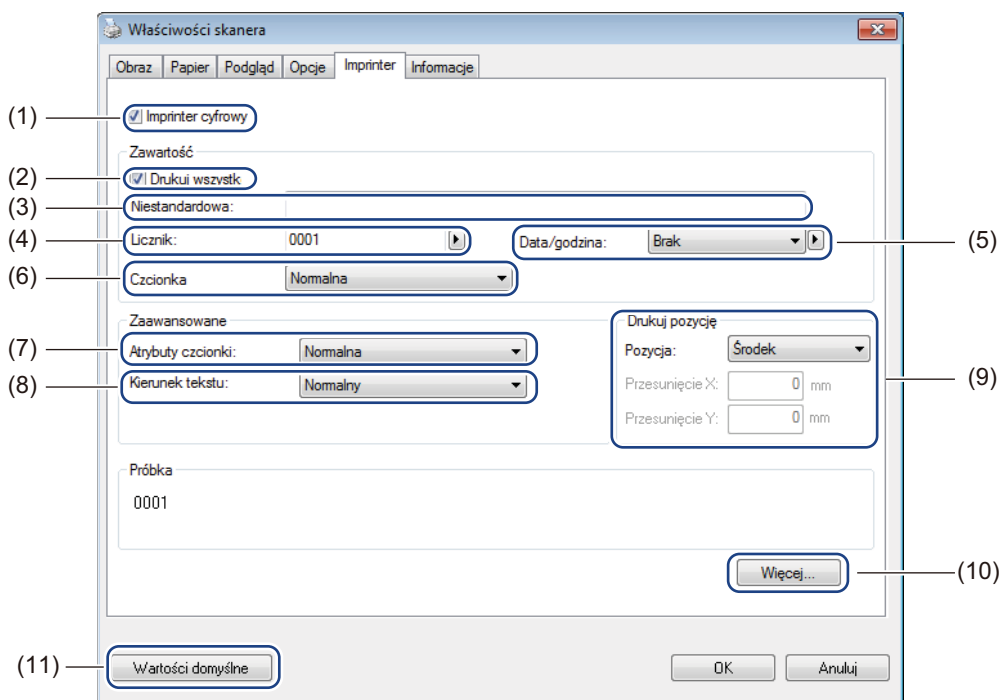 Właściwości skanera
Obraz Papier Podgląd Opcje Imprinter Informacje
(1) Imprinter cyfrowy
Zawartość
(2) Drukuj wszystk
(3) Niestandardowa:
(4) Licznik: 0001 Data/godzina: Brak (5)
(6) Czcionka Normalna
Zaawansowane Drukuj pozycję
(7) Atrybuty czcionki: Normalna Pozycja: Środek
(8) Kierunek tekstu: Normalny Przesunięcie X: 0 mm (9)
Przesunięcie Y: 0 mm
Próbka
0001
Więcej... (10)
(11) Wartości domyślne OK Anuluj